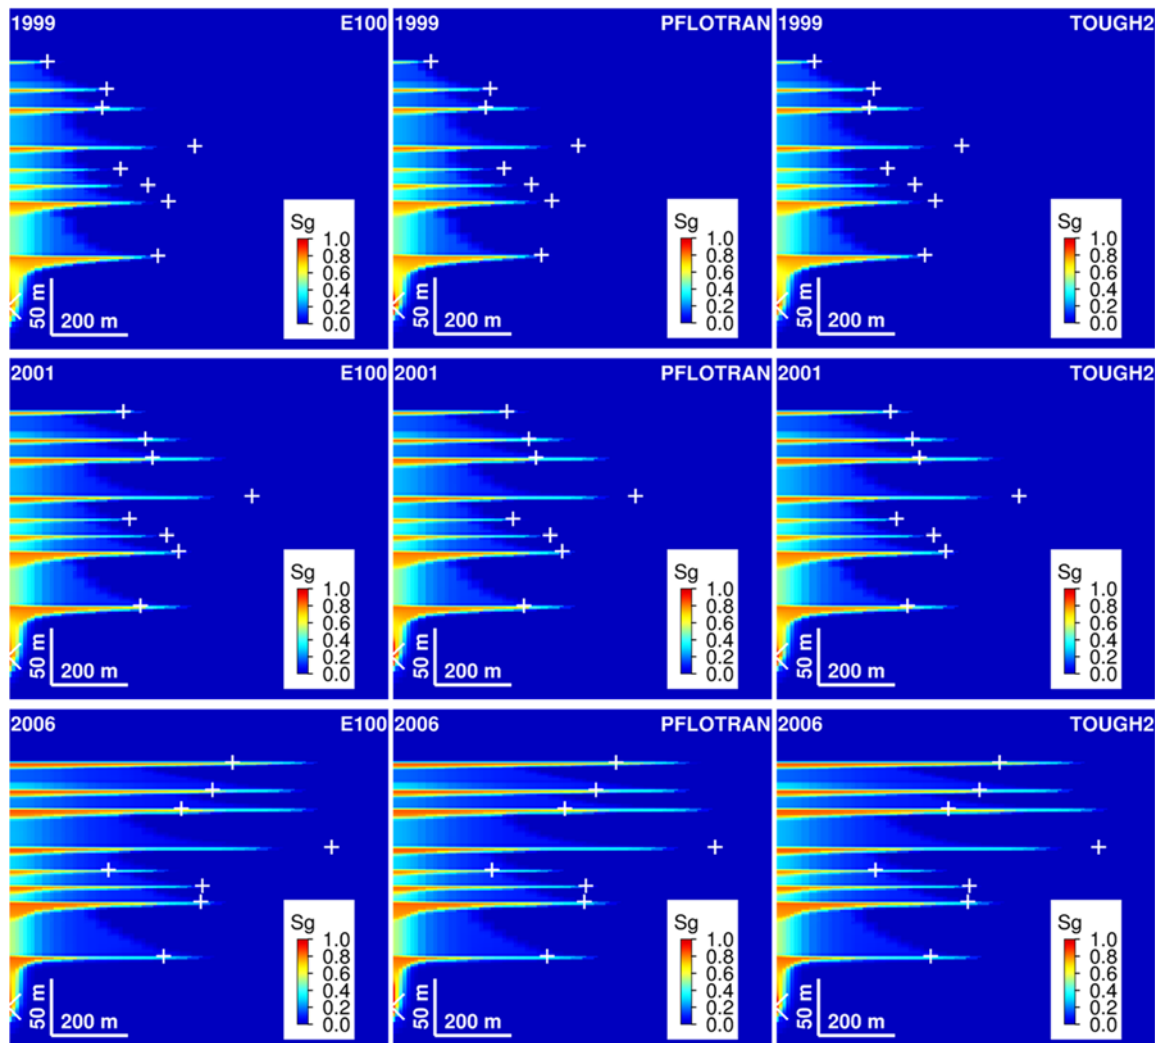 1999 E100
Sg
1.0
0.8
0.6
0.4
0.2
0.0
50 m
200 m
PFLOTRAN
Sg
1.0
0.8
0.6
0.4
0.2
0.0
50 m
200 m
1999 TOUGH2
Sg
1.0
0.8
0.6
0.4
0.2
0.0
50 m
200 m
2001 E100
Sg
1.0
0.8
0.6
0.4
0.2
0.0
50 m
200 m
2001 PFLOTRAN
Sg
1.0
0.8
0.6
0.4
0.2
0.0
50 m
200 m
2001 TOUGH2
Sg
1.0
0.8
0.6
0.4
0.2
0.0
50 m
200 m
2006 E100
Sg
1.0
0.8
0.6
0.4
0.2
0.0
50 m
200 m
2006 PFLOTRAN
Sg
1.0
0.8
0.6
0.4
0.2
0.0
50 m
200 m
2006 TOUGH2
Sg
1.0
0.8
0.6
0.4
0.2
0.0
50 m
200 m